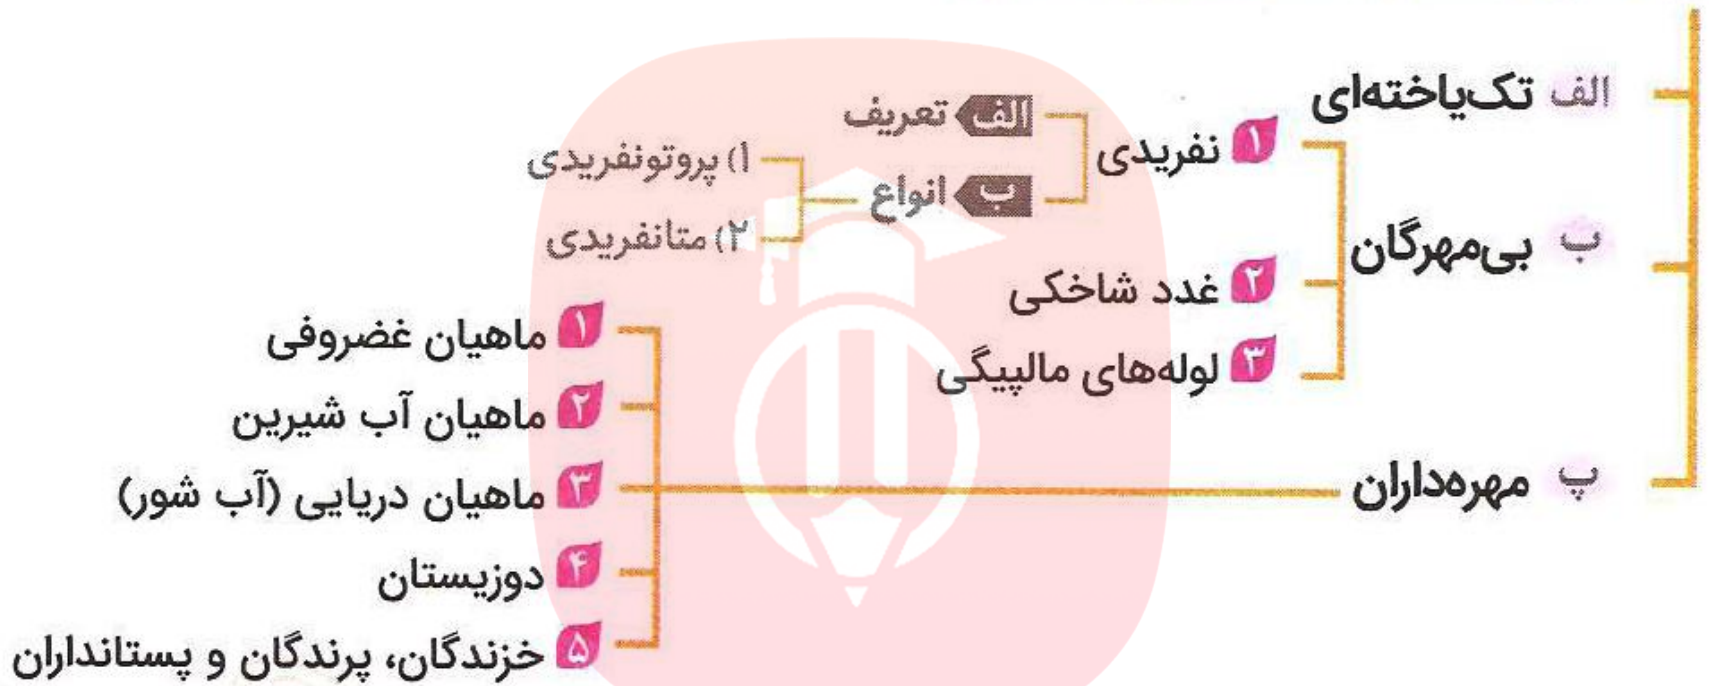 الف تک‌یاخته‌ای
ب بی‌مهرگان
۱ نفریدی
الف تعریف
ب انواع
۱) پروتونفریدی
۲) متانفریدی
۲ غدد شاخکی
۳ لوله‌های مالپیگی
پ مهره‌داران
۱ ماهیان غضروفی
۲ ماهیان آب شیرین
۳ ماهیان دریایی (آب شور)
۴ دوزیستان
۵ خزندگان، پرندگان و پستانداران